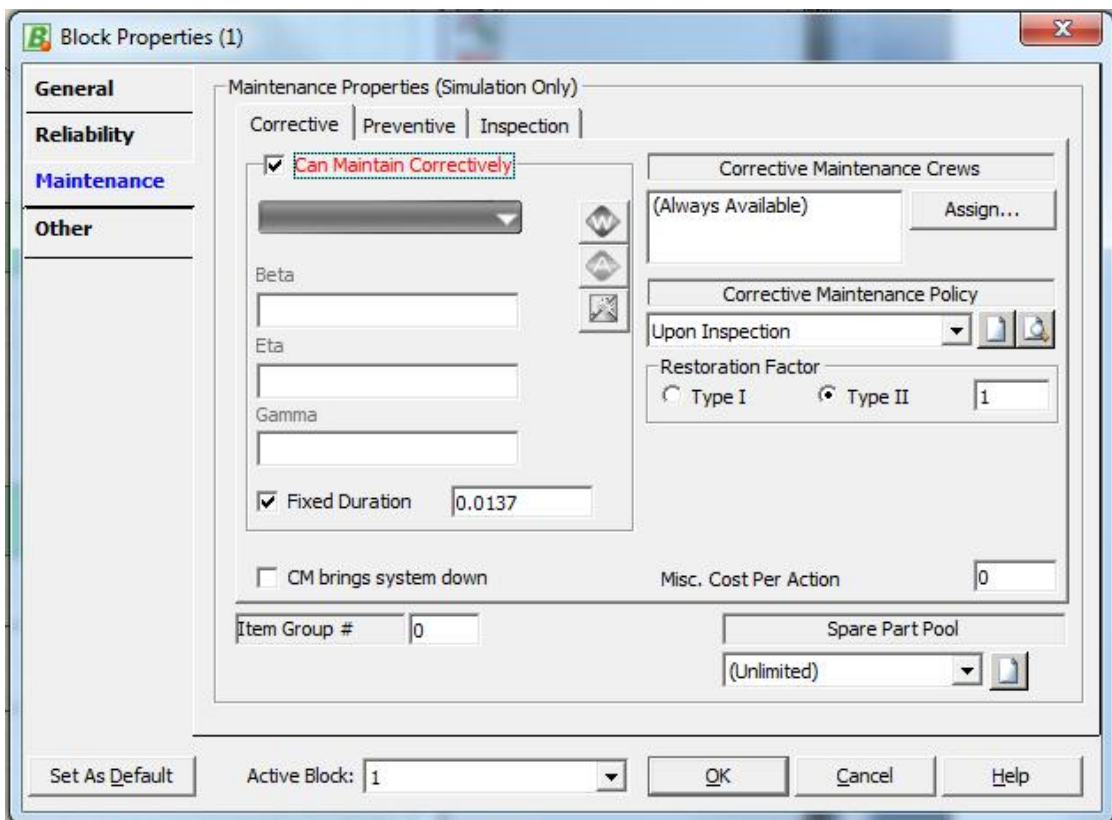 Block Properties (1)
General
Reliability
Maintenance
Other
Maintenance Properties (Simulation Only)
Corrective Preventive Inspection
Can Maintain Correctively
Beta
Eta
Gamma
Fixed Duration 0.0137
CM brings system down
Corrective Maintenance Crews
(Always Available) Assign...
Corrective Maintenance Policy
Upon Inspection
Restoration Factor
Type I Type II 1
Misc. Cost Per Action 0
Item Group # 0
Spare Part Pool
(Unlimited)
Set As Default Active Block: 1 OK Cancel Help